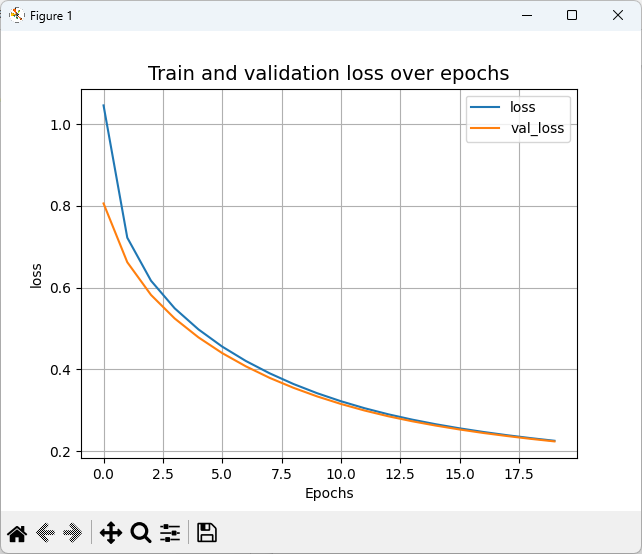 Figure 1
Train and validation loss over epochs
loss
val_loss
1.0
0.8
0.6
0.4
0.2
loss
0.0 2.5 5.0 7.5 10.0 12.5 15.0 17.5
Epochs